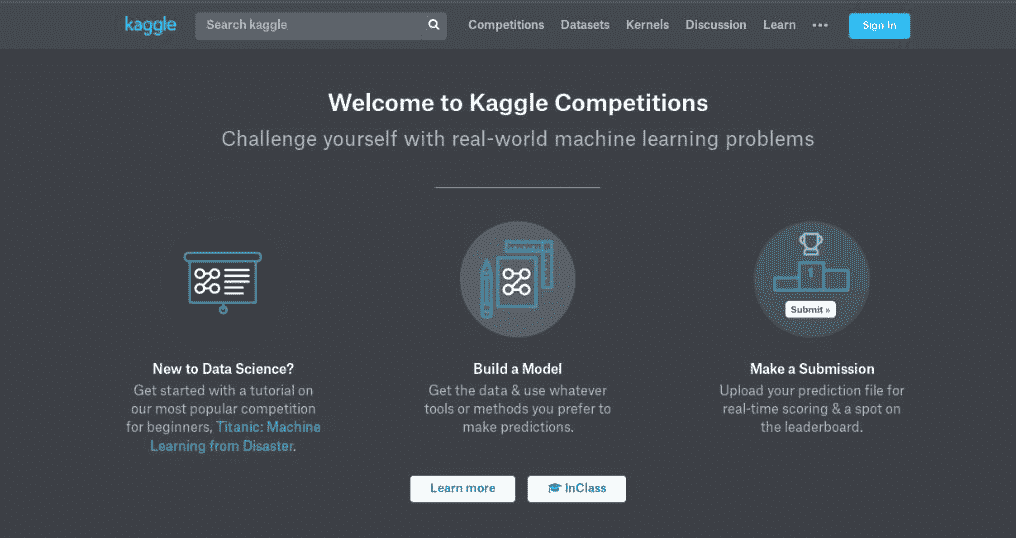 kaggle Search kaggle Competitions Datasets Kernels Discussion Learn ••• Sign In
Welcome to Kaggle Competitions
Challenge yourself with real-world machine learning problems
1
Submit »
New to Data Science?
Get started with a tutorial on
our most popular competition
for beginners, Titanic: Machine
Learning from Disaster.
Build a Model
Get the data & use whatever
tools or methods you prefer to
make predictions.
Make a Submission
Upload your prediction file for
real-time scoring & a spot on
the leaderboard.
Learn more InClass